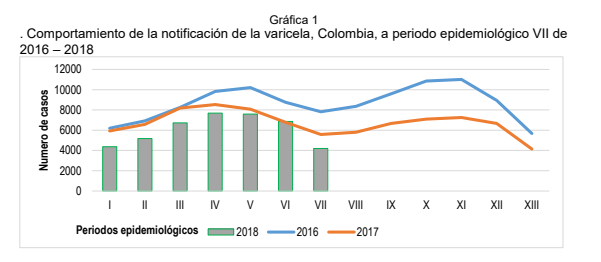 Gráfica 1
. Comportamiento de la notificación de la varicela, Colombia, a periodo epidemiológico VII de
2016 – 2018
12000
10000
8000
6000
4000
2000
0
Numero de casos
I II III IV V VI VII VIII IX X XI XII XIII
Periodos epidemiológicos 2018 2016 2017